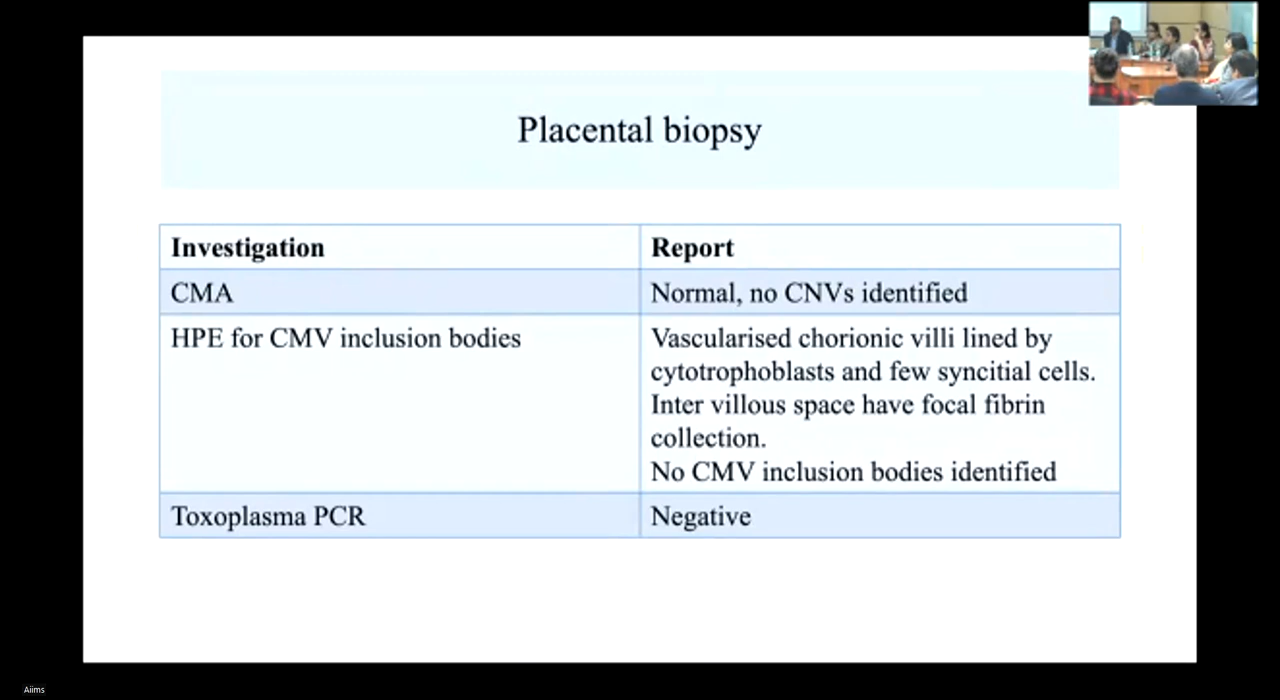 Placental biopsy
Investigation
Report
CMA
Normal, no CNVs identified
HPE for CMV inclusion bodies
Vascularised chorionic villi lined by
cytotrophoblasts and few syncitial cells.
Inter villous space have focal fibrin
collection.
No CMV inclusion bodies identified
Toxoplasma PCR
Negative
Aiims